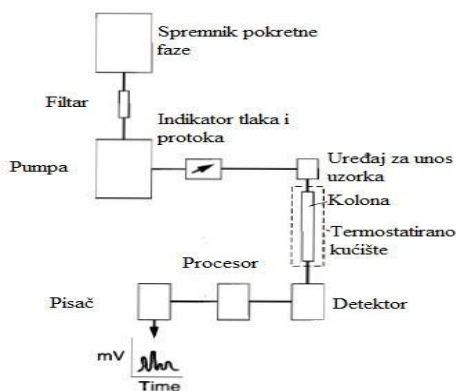 Spremnik pokretne
faze
Filtar
Indikator tlaka i
protoka
Pumpa
Uređaj za unos
uzorka
Kolona
Termostatirano
kućište
Procesor
Pisač
Detektor
mV
Time